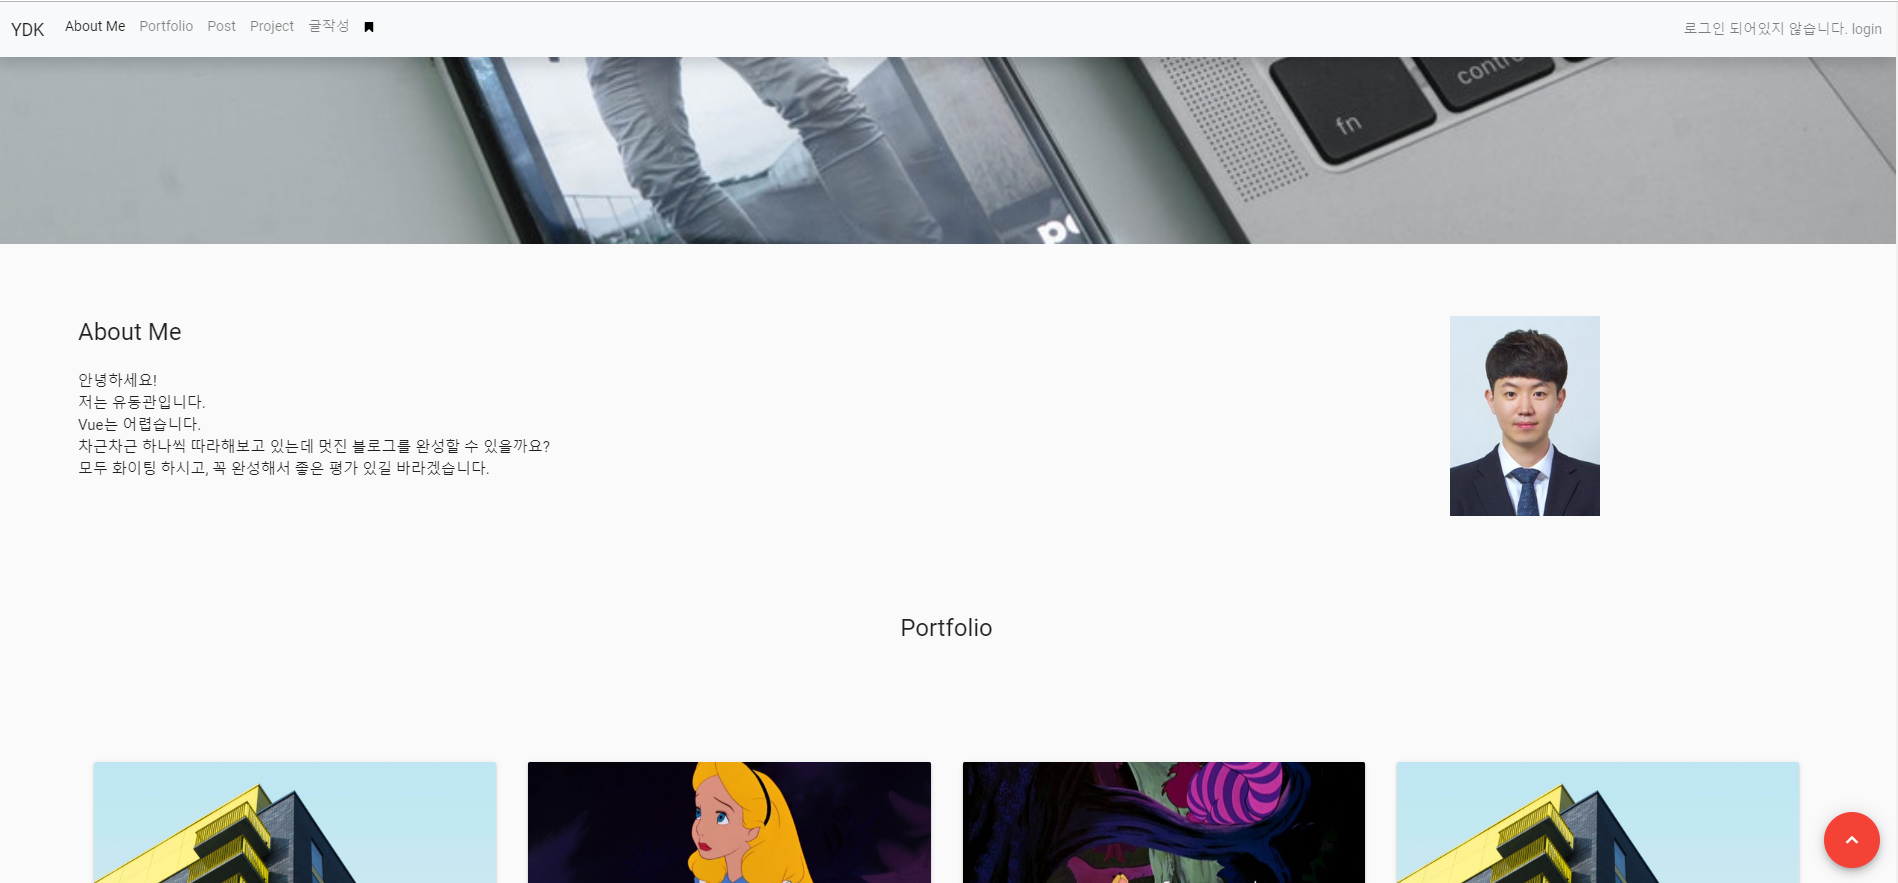 YDK About Me Portfolio Post Project 글작성 로그인 되어있지 않습니다. login
fn
About Me
안녕하세요!
저는 유동관입니다.
Vue는 어렵습니다.
차근차근 하나씩 따라해보고 있는데 멋진 블로그를 완성할 수 있을까요?
모두 화이팅 하시고, 꼭 완성해서 좋은 평가 있길 바라겠습니다.
Portfolio